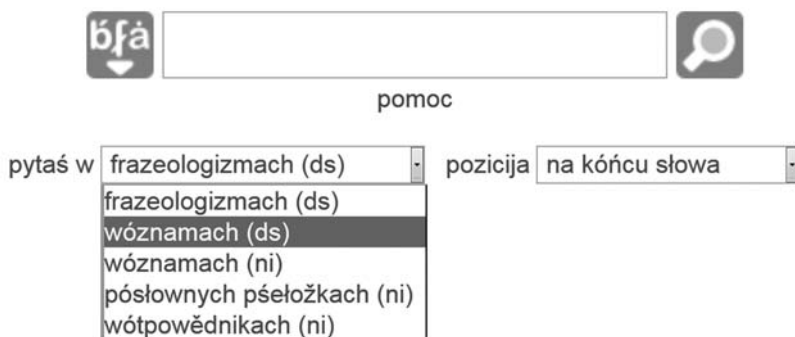 b́ʄȧ
pomoc
pytaś w frazeologizmach (ds) pozicija na kóńcu słowa
frazeologizmach (ds)
wóznamach (ds)
wóznamach (ni)
pósłownych pśełožkach (ni)
wótpowědnikach (ni)